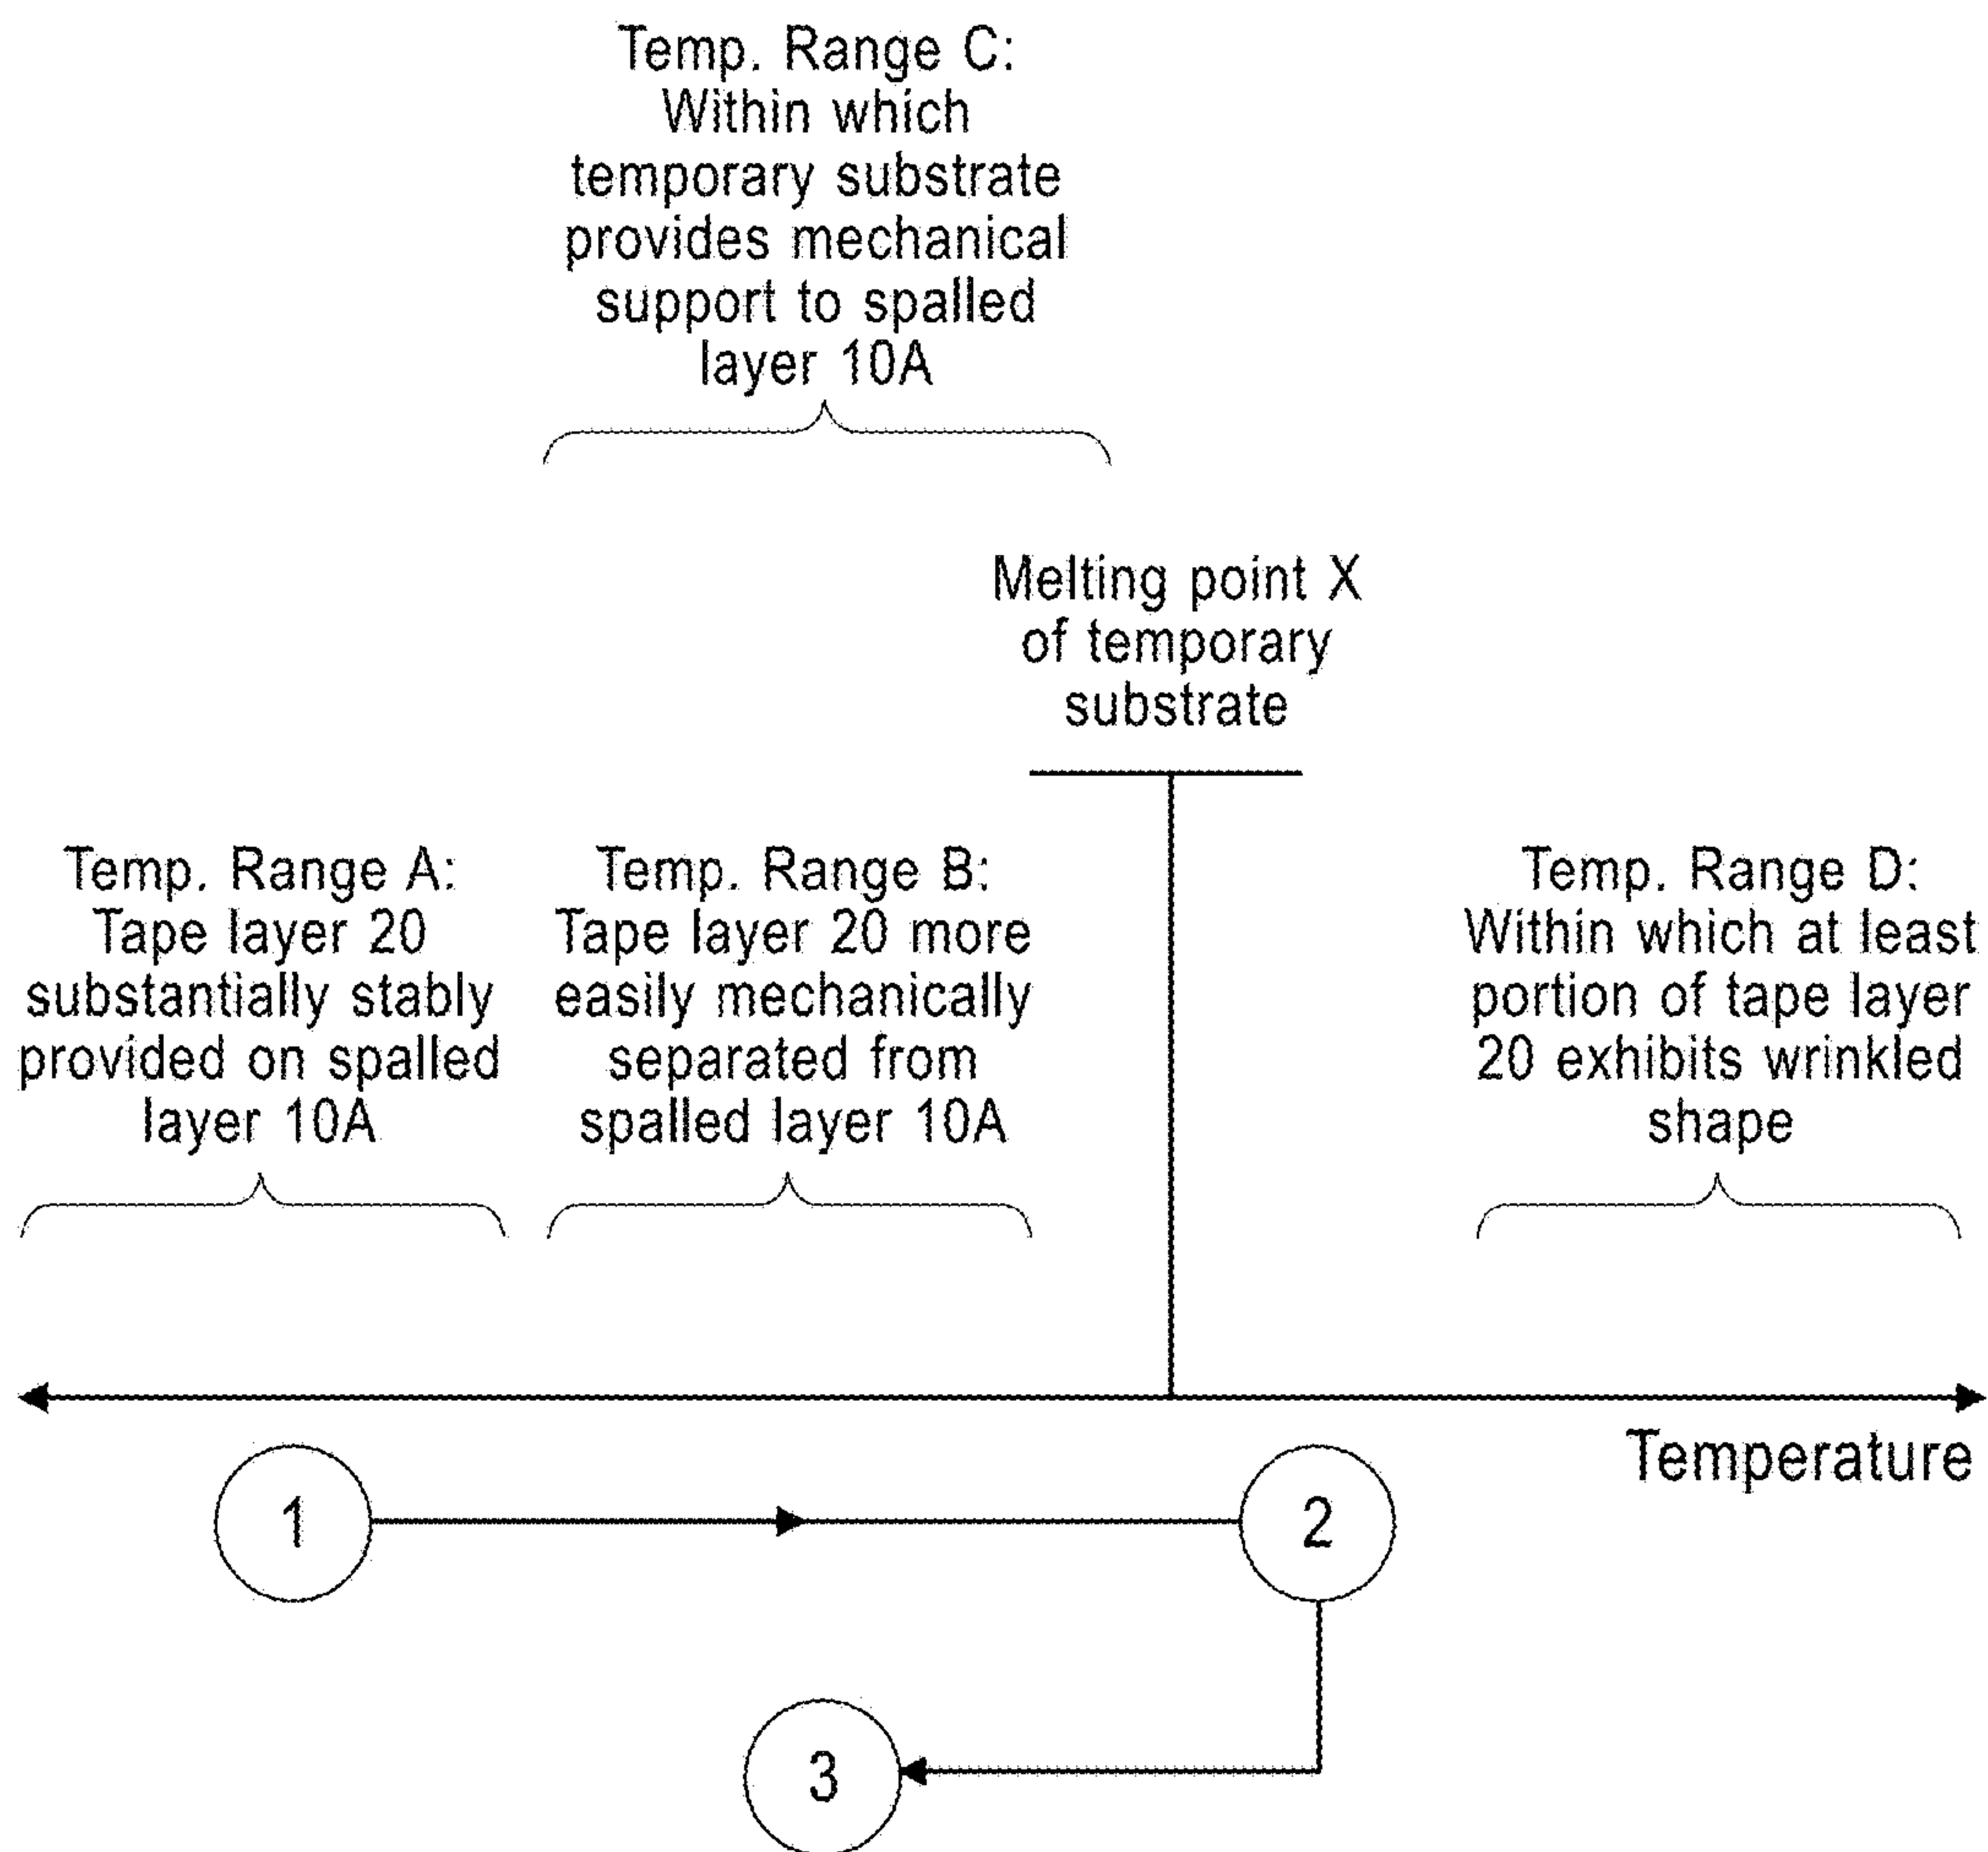 Temp. Range C:
Within which
temporary substrate
provides mechanical
support to spalled
layer 10A
Melting point X
of temporary
substrate
Temp. Range A:
Tape layer 20
substantially stably
provided on spalled
layer 10A
Temp. Range B:
Tape layer 20 more
easily mechanically
separated from
spalled layer 10A
Temp. Range D:
Within which at least
portion of tape layer
20 exhibits wrinkled
shape
Temperature
1
2
3